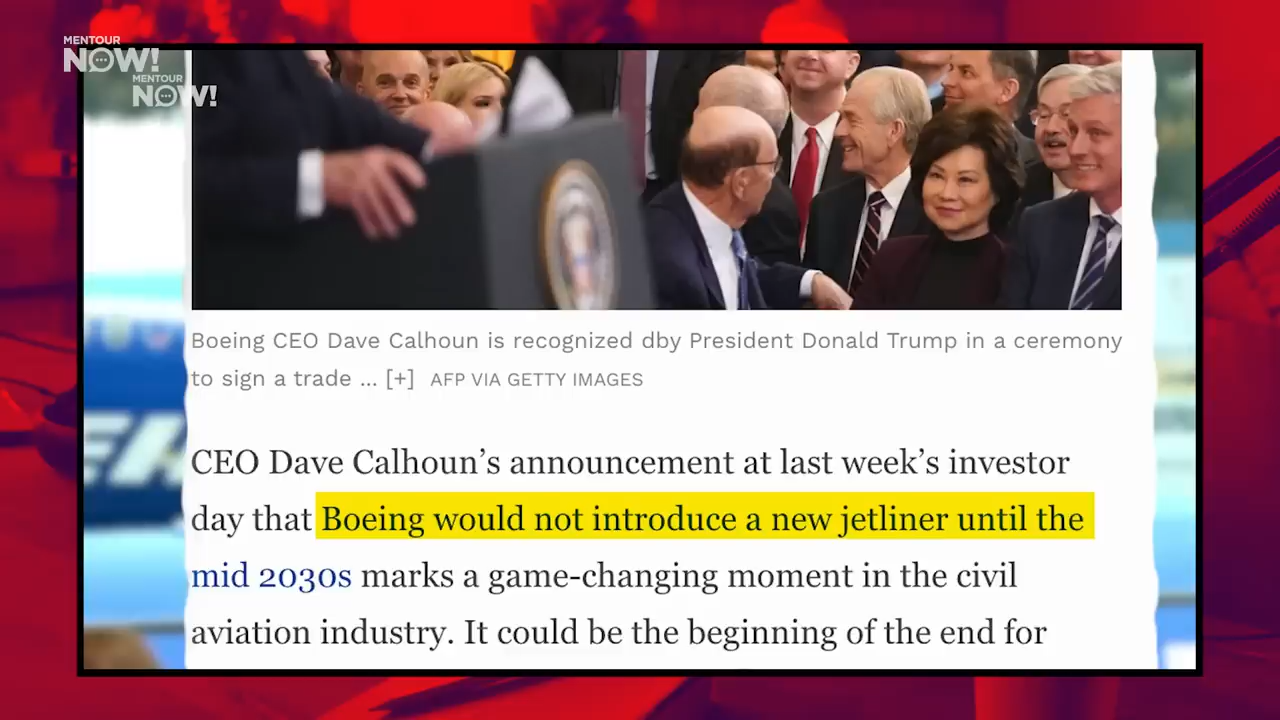 MENTOUR
NOW!
MENTOUR
NOW!
Boeing CEO Dave Calhoun is recognized dby President Donald Trump in a ceremony
to sign a trade ... [+] AFP VIA GETTY IMAGES
CEO Dave Calhoun’s announcement at last week’s investor
day that Boeing would not introduce a new jetliner until the
mid 2030s marks a game-changing moment in the civil
aviation industry. It could be the beginning of the end for